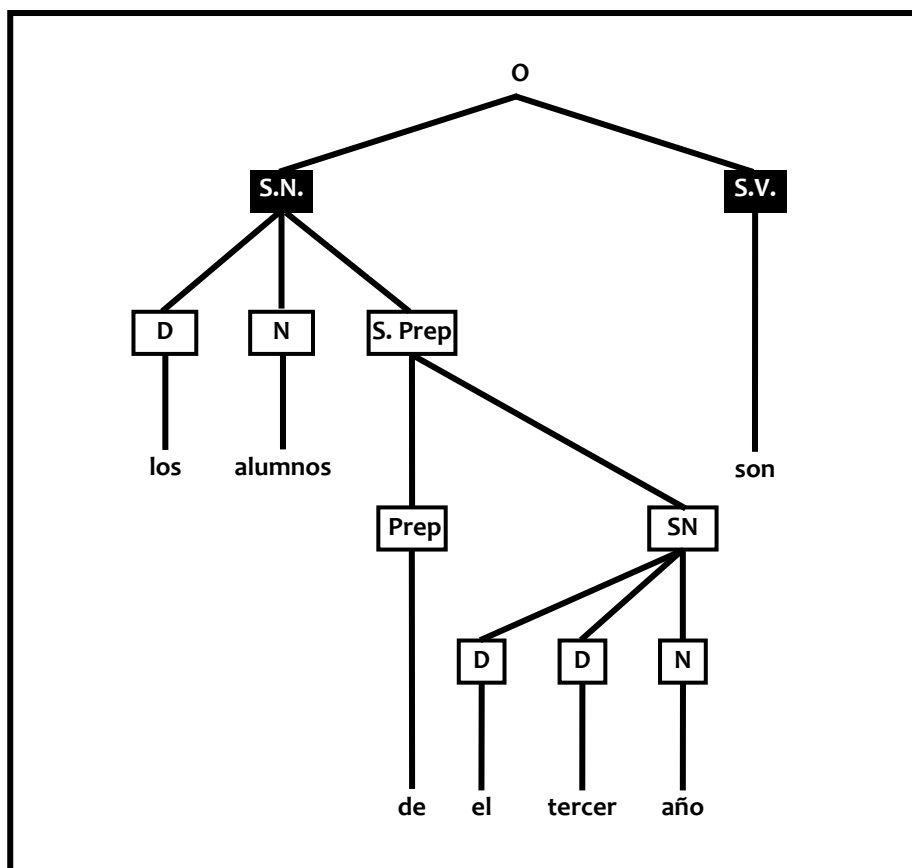 O
S.N. S.V.
D N S. Prep
los alumnos son
Prep SN
D D N
de el tercer año